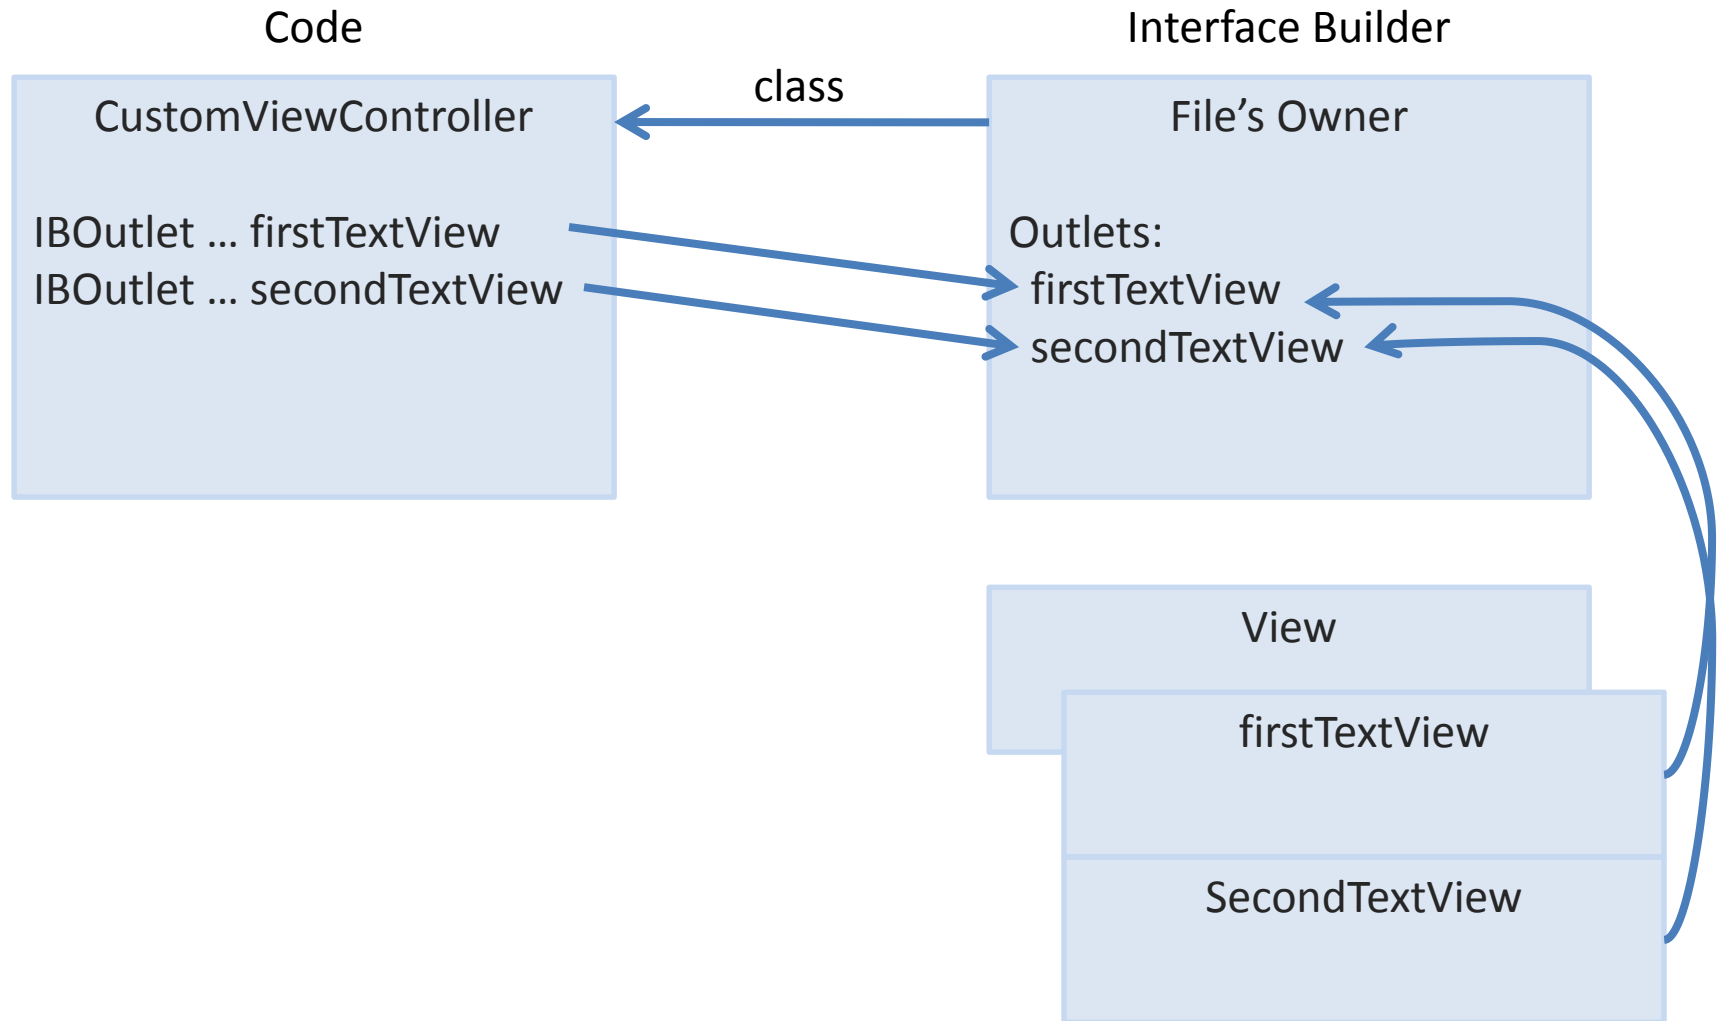 Code
Interface Builder
class
CustomViewController
IBOutlet … firstTextView
IBOutlet … secondTextView
File’s Owner
Outlets:
firstTextView
secondTextView
View
firstTextView
SecondTextView